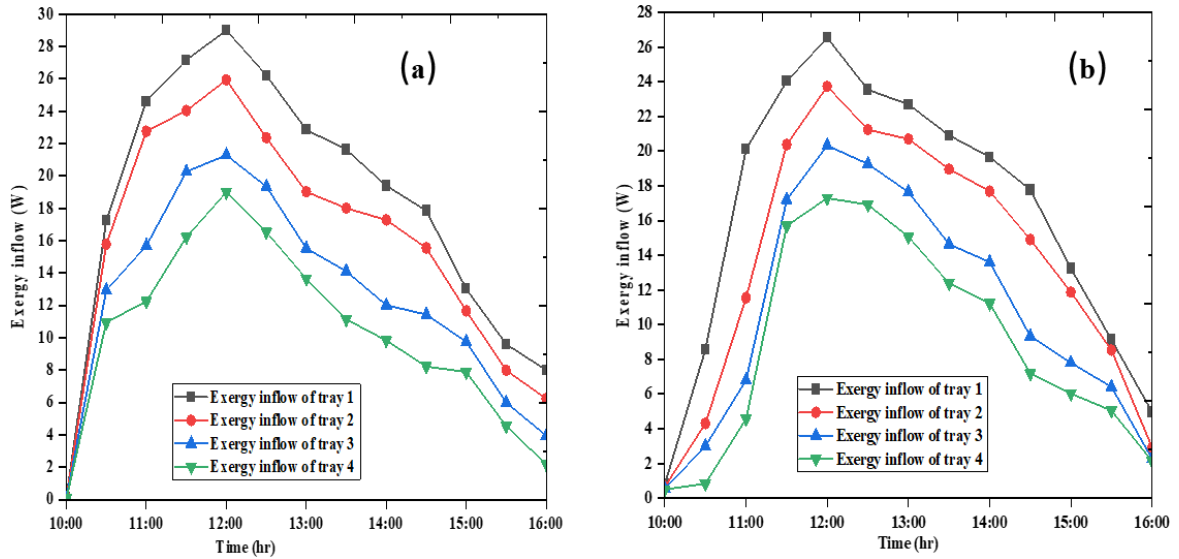 (a)
Exergy inflow (W)
30
28
26
24
22
20
18
16
14
12
10
8
6
4
2
0
Exergy inflow of tray 1
Exergy inflow of tray 2
Exergy inflow of tray 3
Exergy inflow of tray 4
10:00 11:00 12:00 13:00 14:00 15:00 16:00
Time (hr)
(b)
Exergy inflow (W)
28
26
24
22
20
18
16
14
12
10
8
6
4
2
0
Exergy inflow of tray 1
Exergy inflow of tray 2
Exergy inflow of tray 3
Exergy inflow of tray 4
10:00 11:00 12:00 13:00 14:00 15:00 16:00
Time (hr)